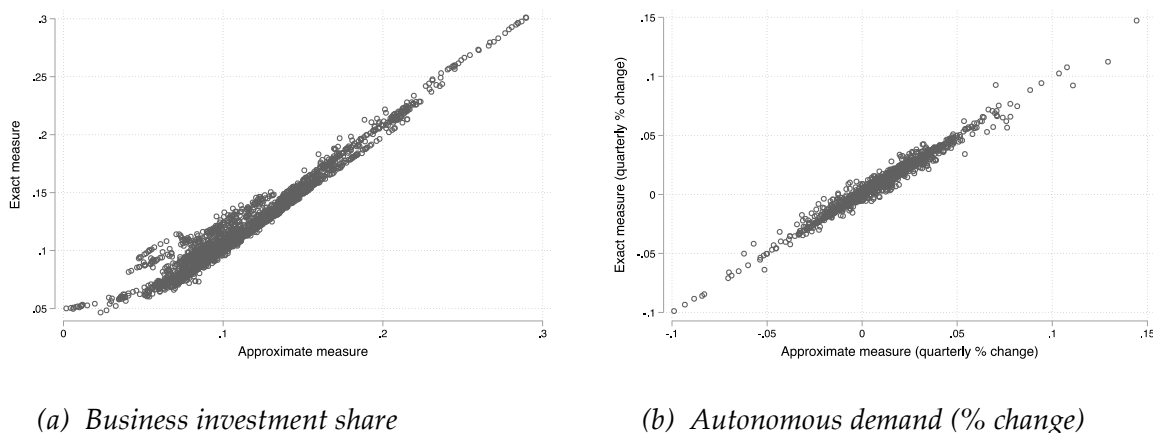 .3
.25
.2
.15
.1
.05
Exact measure
0 .1 .2 .3
Approximate measure
.15
.1
.05
0
-.05
-.1
Exact measure (quarterly % change)
-.1 -.05 0 .05 .1 .15
Approximate measure (quarterly % change)
(a) Business investment share
(b) Autonomous demand (% change)